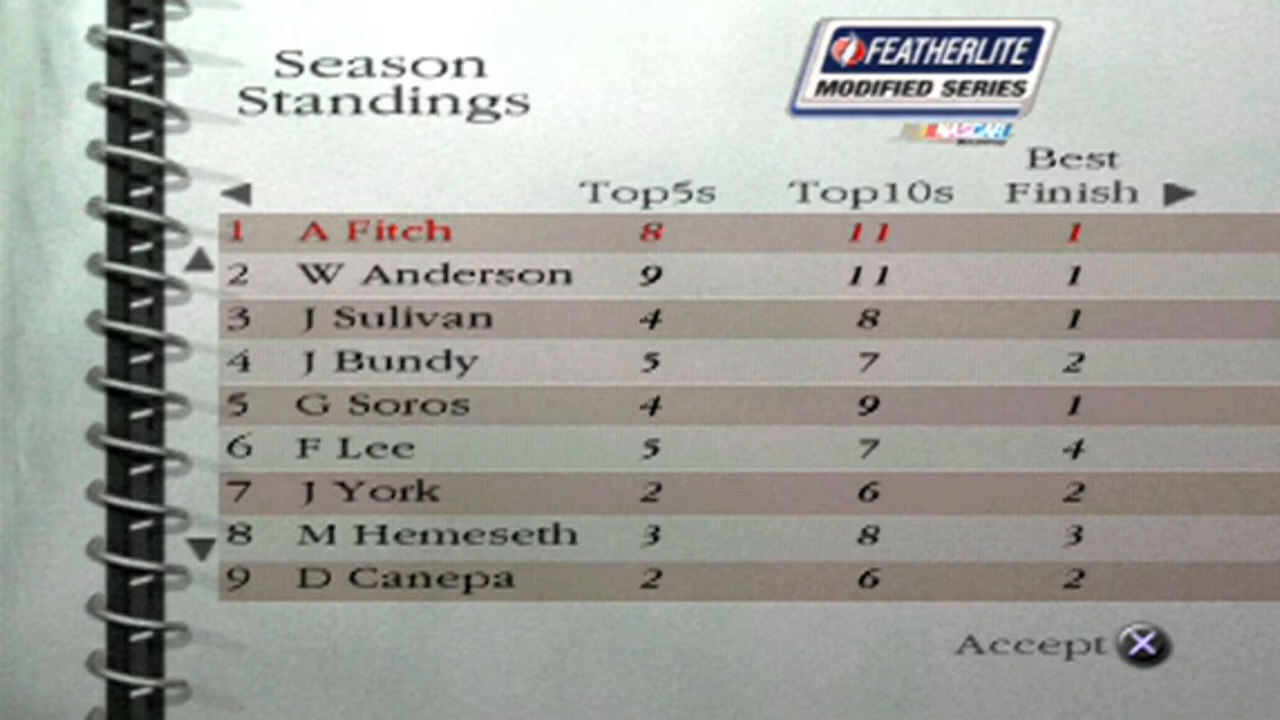 Season
Standings
FEATHERLITE
MODIFIED SERIES
NASCAR
Top5s Top10s Best Finish
1 A Fitch 8 11 1
2 W Anderson 9 11 1
3 J Sulivan 4 8 1
4 J Bundy 5 7 2
5 G Soros 4 9 1
6 F Lee 5 7 4
7 J York 2 6 2
8 M Hemeseth 3 8 3
9 D Canepa 2 6 2
Accept